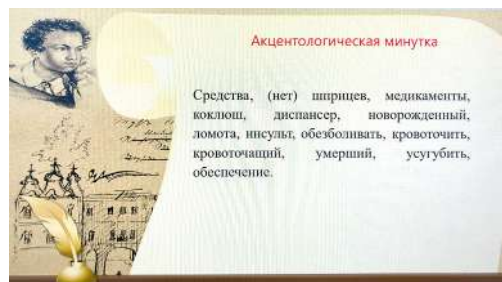 Акцентологическая минутка
Средства, (нет) шприцев, медикаменты,
коклюш, диспансер, новорожденный,
ломота, инсульт, обезболивать, кровоточить,
кровоточащий, умерший, усугубить,
обеспечение.